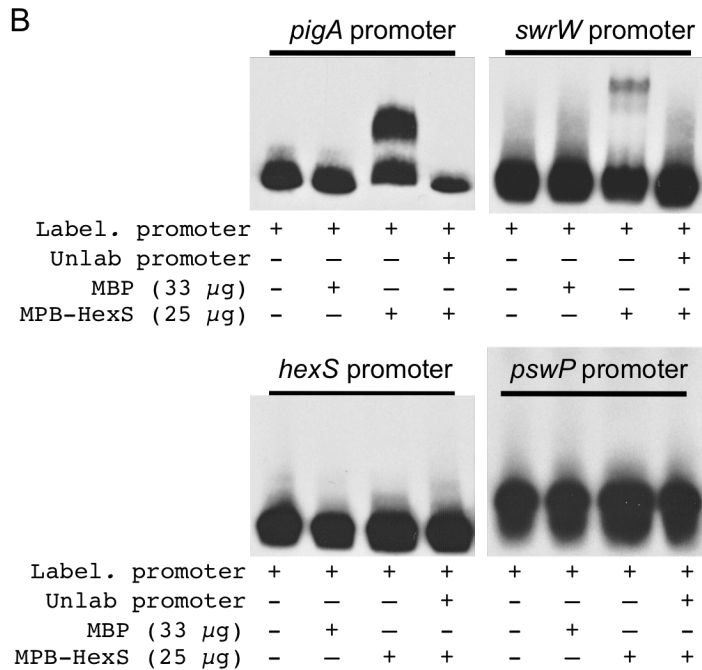 B
pigA promoter swrW promoter
Label. promoter + + + + + + + +
Unlab promoter – – – + – – – +
MBP (33 µg) – + – – – + – –
MPB-HexS (25 µg) – – + + – – + +
hexS promoter pswP promoter
Label. promoter + + + + + + + +
Unlab promoter – – – + – – – +
MBP (33 µg) – + – – – + – –
MPB-HexS (25 µg) – – + + – – + +